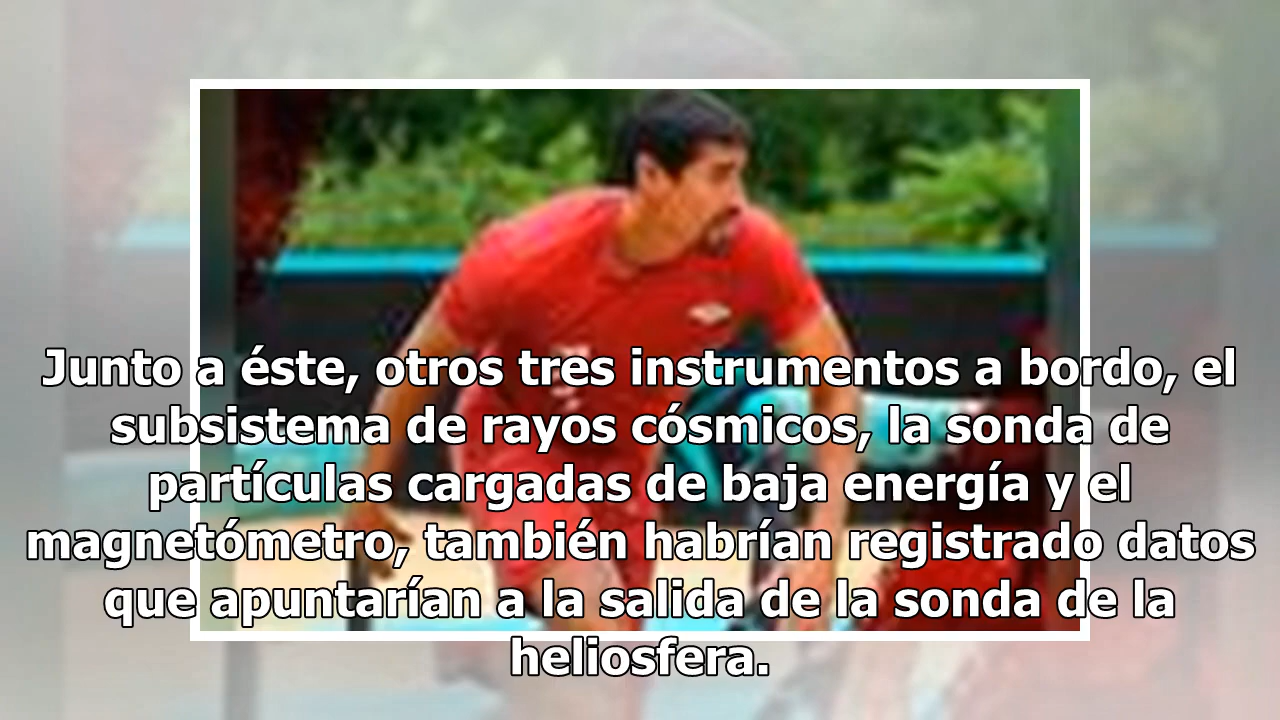 Junto a éste, otros tres instrumentos a bordo, el
subsistema de rayos cósmicos, la sonda de
partículas cargadas de baja energía y el
magnetómetro, también habrían registrado datos
que apuntarían a la salida de la sonda de la
heliosfera.